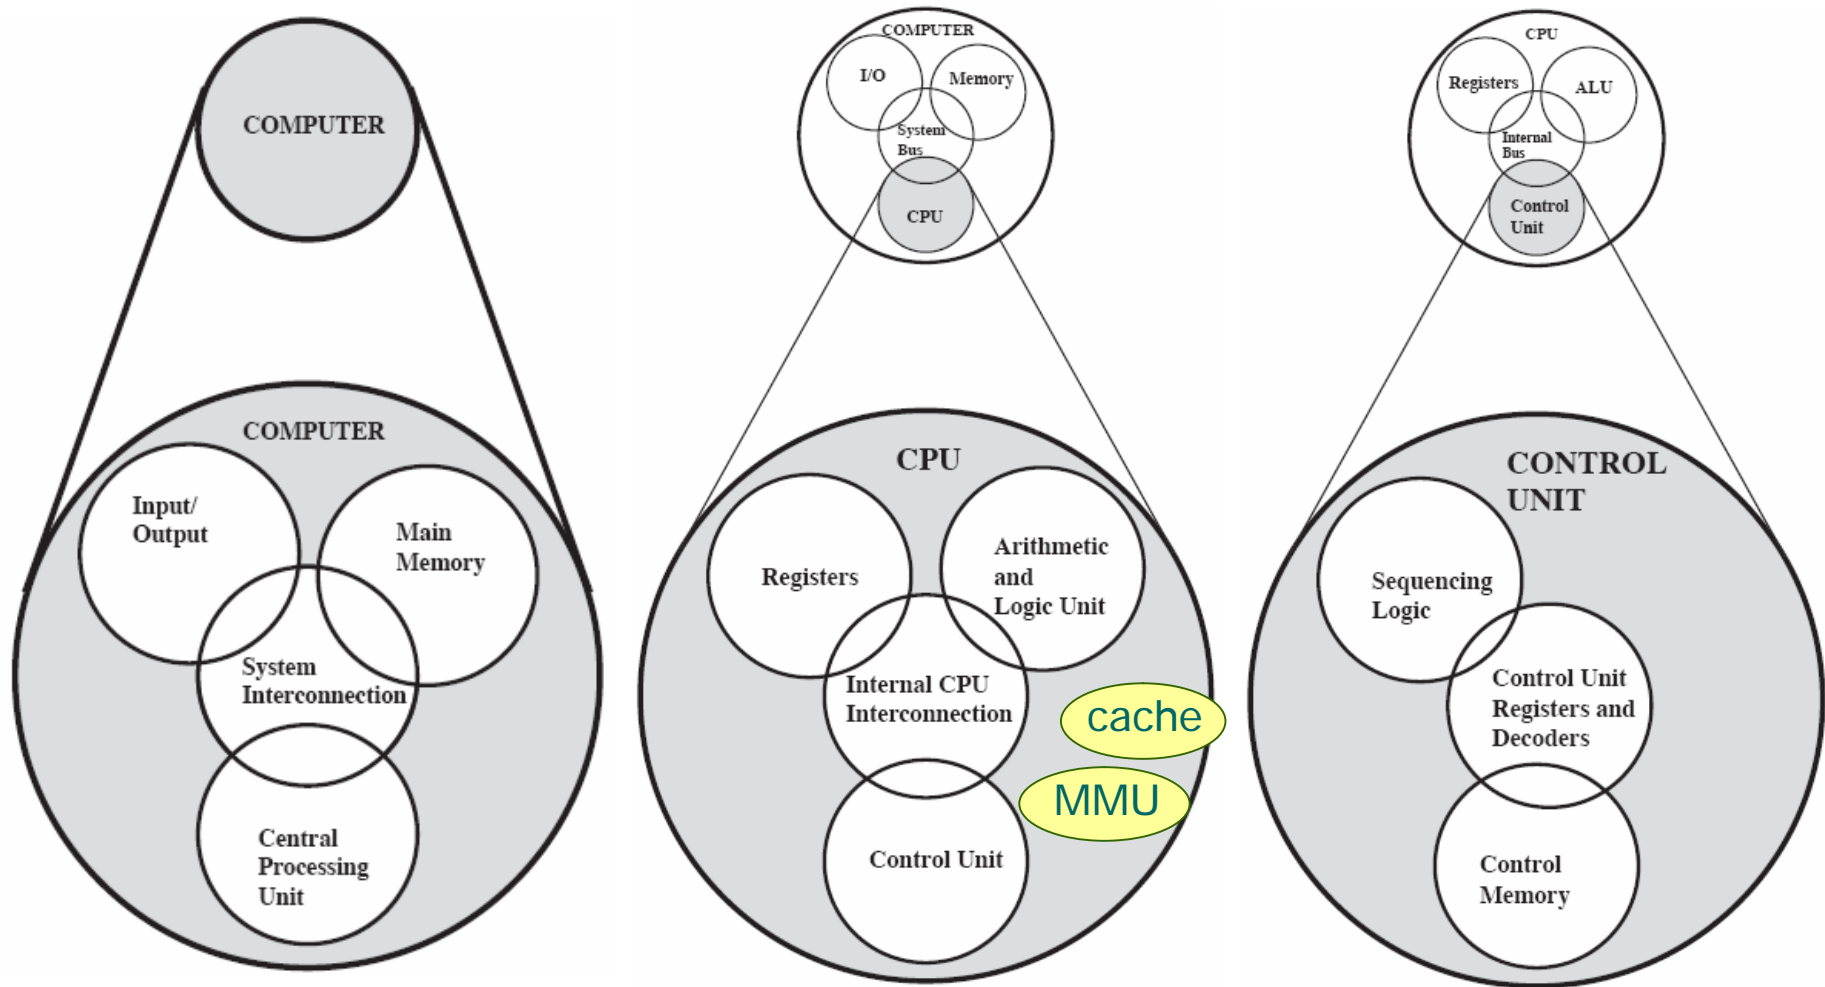 COMPUTER
COMPUTER
Input/
Output
Main
Memory
System
Interconnection
Central
Processing
Unit
COMPUTER
I/O
Memory
System
Bus
CPU
CPU
Registers
Arithmetic
and
Logic Unit
Internal CPU
Interconnection
cache
MMU
Control Unit
CPU
Registers
ALU
Internal
Bus
Control
Unit
CONTROL
UNIT
Sequencing
Logic
Control Unit
Registers and
Decoders
Control
Memory